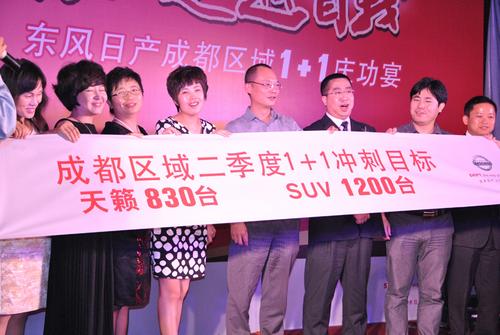 东风日产成都区域1+1庆功宴
成都区域二季度1+1冲刺目标
天籁 830台 SUV 1200台
NISSAN